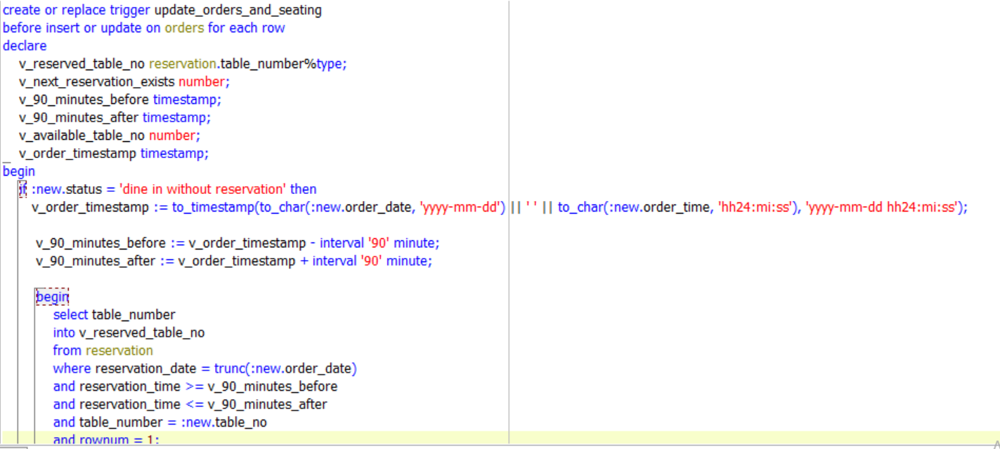 create or replace trigger update_orders_and_seating
before insert or update on orders for each row
declare
v_reserved_table_no reservation.table_number%type;
v_next_reservation_exists number;
v_90_minutes_before timestamp;
v_90_minutes_after timestamp;
v_available_table_no number;
v_order_timestamp timestamp;
begin
if :new.status = 'dine in without reservation' then
v_order_timestamp := to_timestamp(to_char(:new.order_date, 'yyyy-mm-dd') || ' ' || to_char(:new.order_time, 'hh24:mi:ss'), 'yyyy-mm-dd hh24:mi:ss');
v_90_minutes_before := v_order_timestamp - interval '90' minute;
v_90_minutes_after := v_order_timestamp + interval '90' minute;
begin
select table_number
into v_reserved_table_no
from reservation
where reservation_date = trunc(:new.order_date)
and reservation_time >= v_90_minutes_before
and reservation_time <= v_90_minutes_after
and table_number = :new.table_no
and rownum = 1;